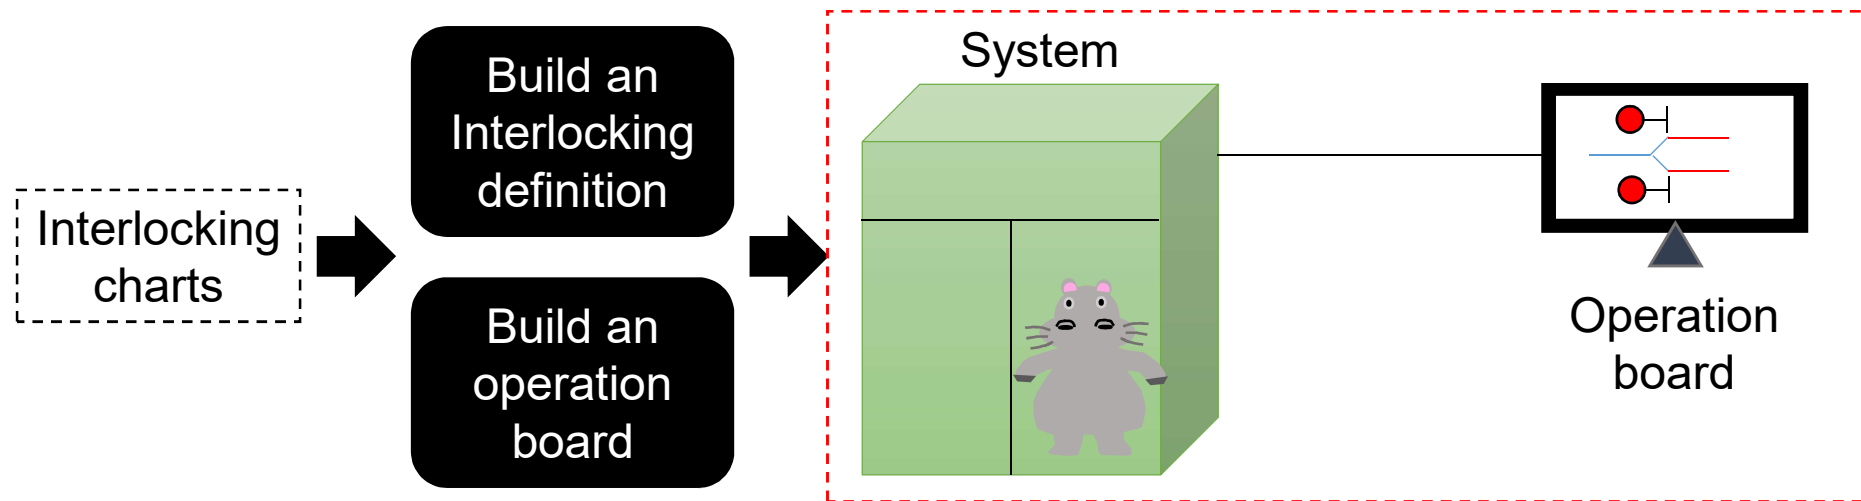 Interlocking
charts
Build an
Interlocking
definition
Build an
operation
board
System
Operation
board